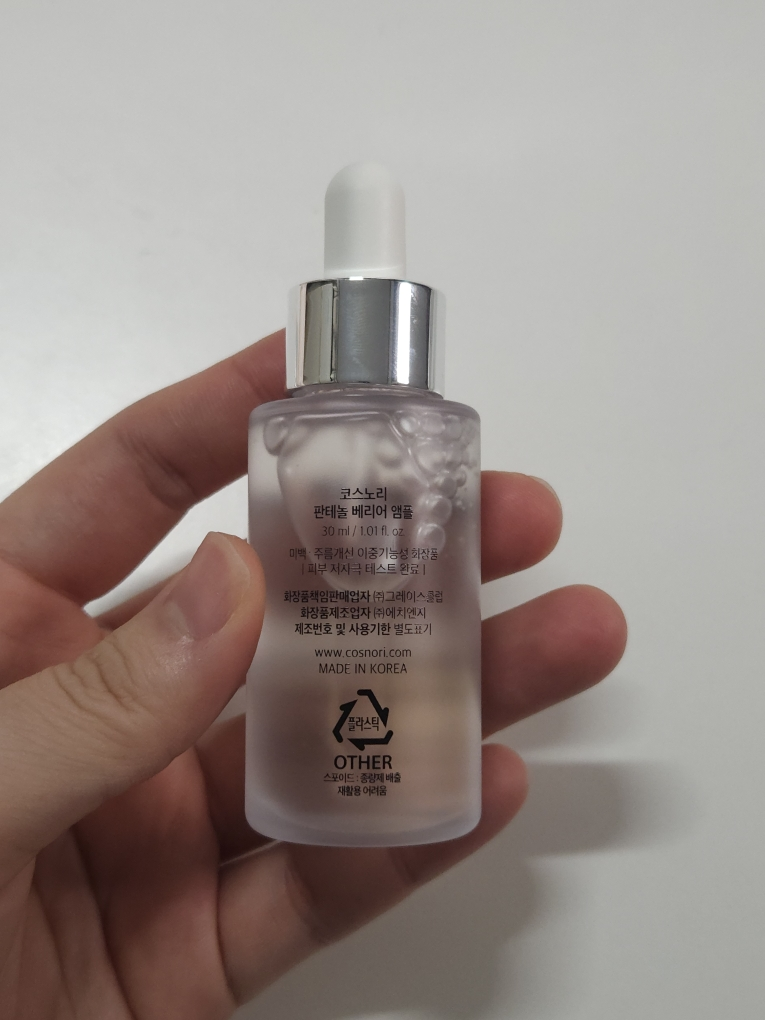 코스노리
판테놀 베리어 앰플
30 ml / 1.01 fl. oz.
미백·주름개선 이중기능성 화장품
| 피부 저자극 테스트 완료 |
화장품책임판매업자 ㈜그레이스클럽
화장품제조업자 ㈜에치엔지
제조번호 및 사용기한 별도표기
www.cosnori.com
MADE IN KOREA
플라스틱
OTHER
스포이드 : 종량제 배출
재활용 어려움